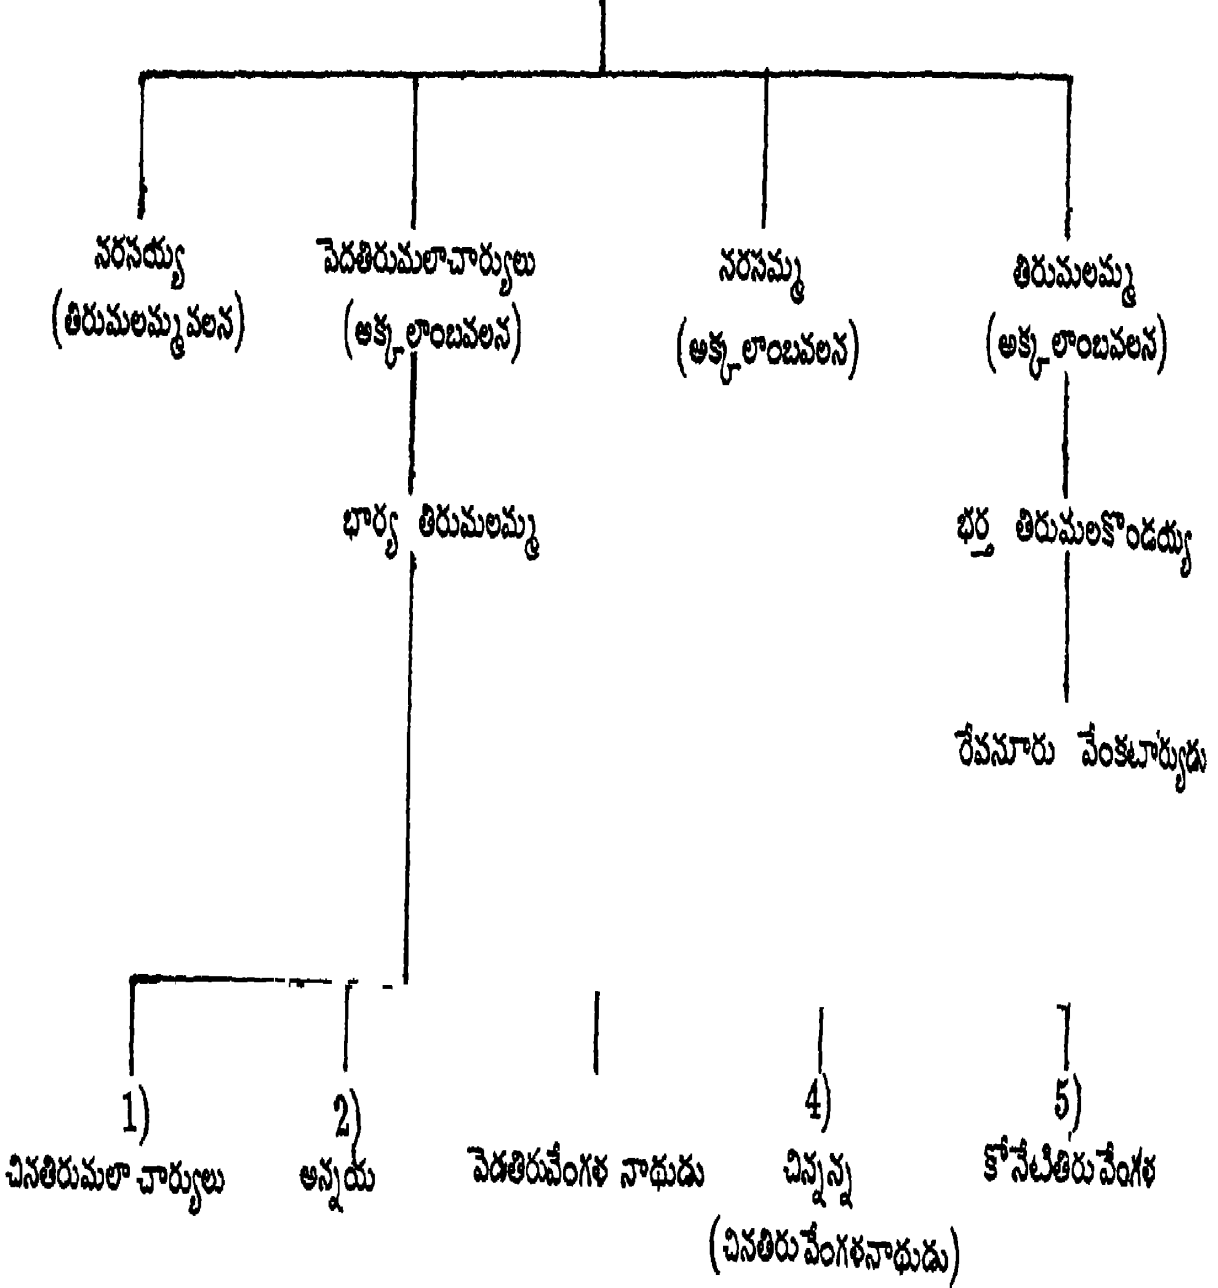 నరసయ్య పెదతిరుమలాచార్యులు నరసమ్మ తిరుమలమ్మ
(తిరుమలమ్మవలన) (అక్కలాంబవలన) (అక్కలాంబవలన) (అక్కలాంబవలన)
భార్య తిరుమలమ్మ భర్త తిరుమలకొండయ్య
రేవనూరు వేంకటార్యుడు
1) 2) 4) 5)
చినతిరుమలా చార్యులు అన్నయ పెదతిరువేంగళ నాథుడు చిన్నన్న కోనేటితిరు వేంగళ
(చినతిరు వేంగళనాథుడు)